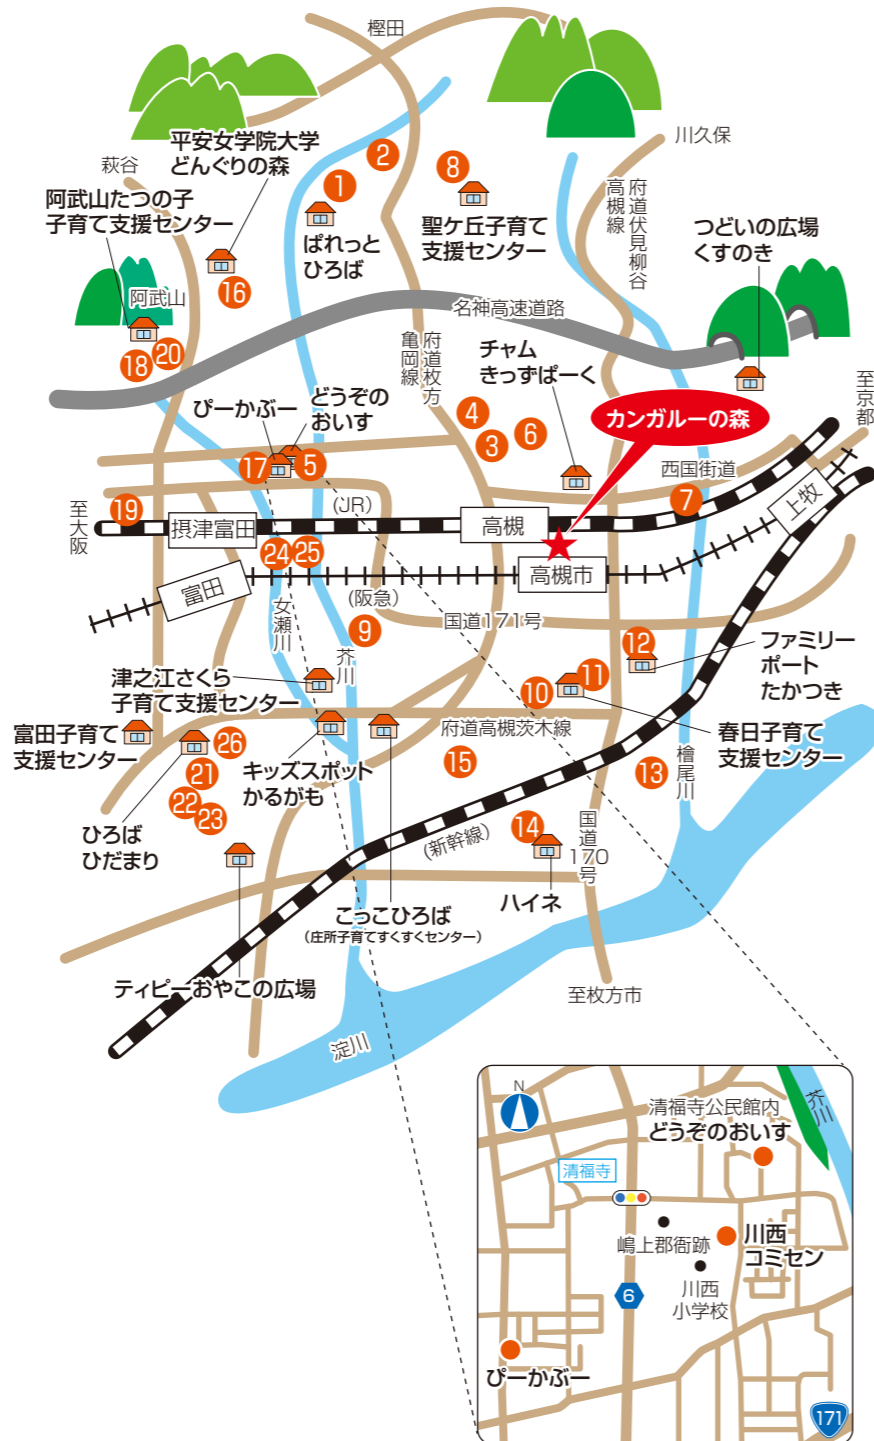 樫田
平安女学院大学
どんぐりの森
②
⑧
川久保
萩谷
①
府道伏見柳谷
高槻線
阿武山たつの子
子育て支援センター
ぱれっと
ひろば
聖ケ丘子育て
支援センター
つどいの広場
くすのき
⑯
阿武山
名神高速道路
⑱
⑳
府道枚方
亀岡線
チャム
きっずぱーく
至京都
ぴーかぶー
どうぞの
おいす
④
③
⑥
カンガルーの森
⑰
⑤
西国街道
⑦
至大阪
⑲
(JR)
摂津富田
高槻
上牧
㉔
㉕
富田
高槻市
女瀬川
(阪急)
国道171号
⑨
芥川
⑫
ファミリー
ポート
たかつき
津之江さくら
子育て支援センター
⑩
⑪
富田子育て
支援センター
㉖
府道高槻茨木線
春日子育て
支援センター
㉑
キッズスポット
かるがも
⑮
⑬
檜尾川
㉒
㉓
ひろば
ひだまり
(新幹線)
⑭
国道170号
ハイネ
こっこひろば
(庄所子育てすくすくセンター)
ティピーおやこの広場
至枚方市
淀川
N
清福寺公民館内
どうぞのおいす
芥川
清福寺
嶋上郡衙跡
川西
コミセン
川西
小学校
6
ぴーかぶー
171